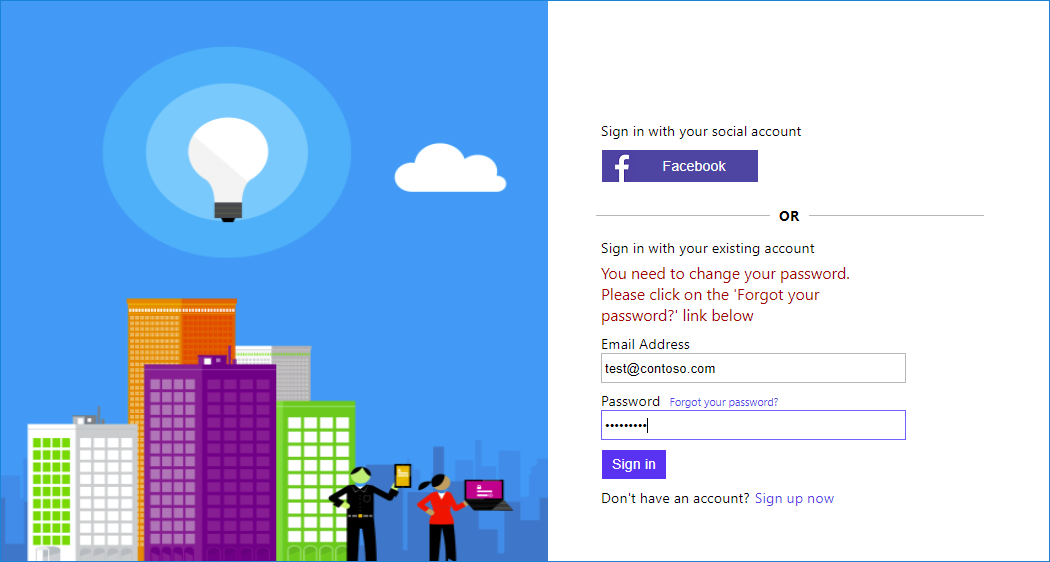 Sign in with your social account
Facebook
OR
Sign in with your existing account
You need to change your password.
Please click on the 'Forgot your
password?' link below
Email Address
test@contoso.com
Password Forgot your password?
•••••••••
Sign in
Don't have an account? Sign up now